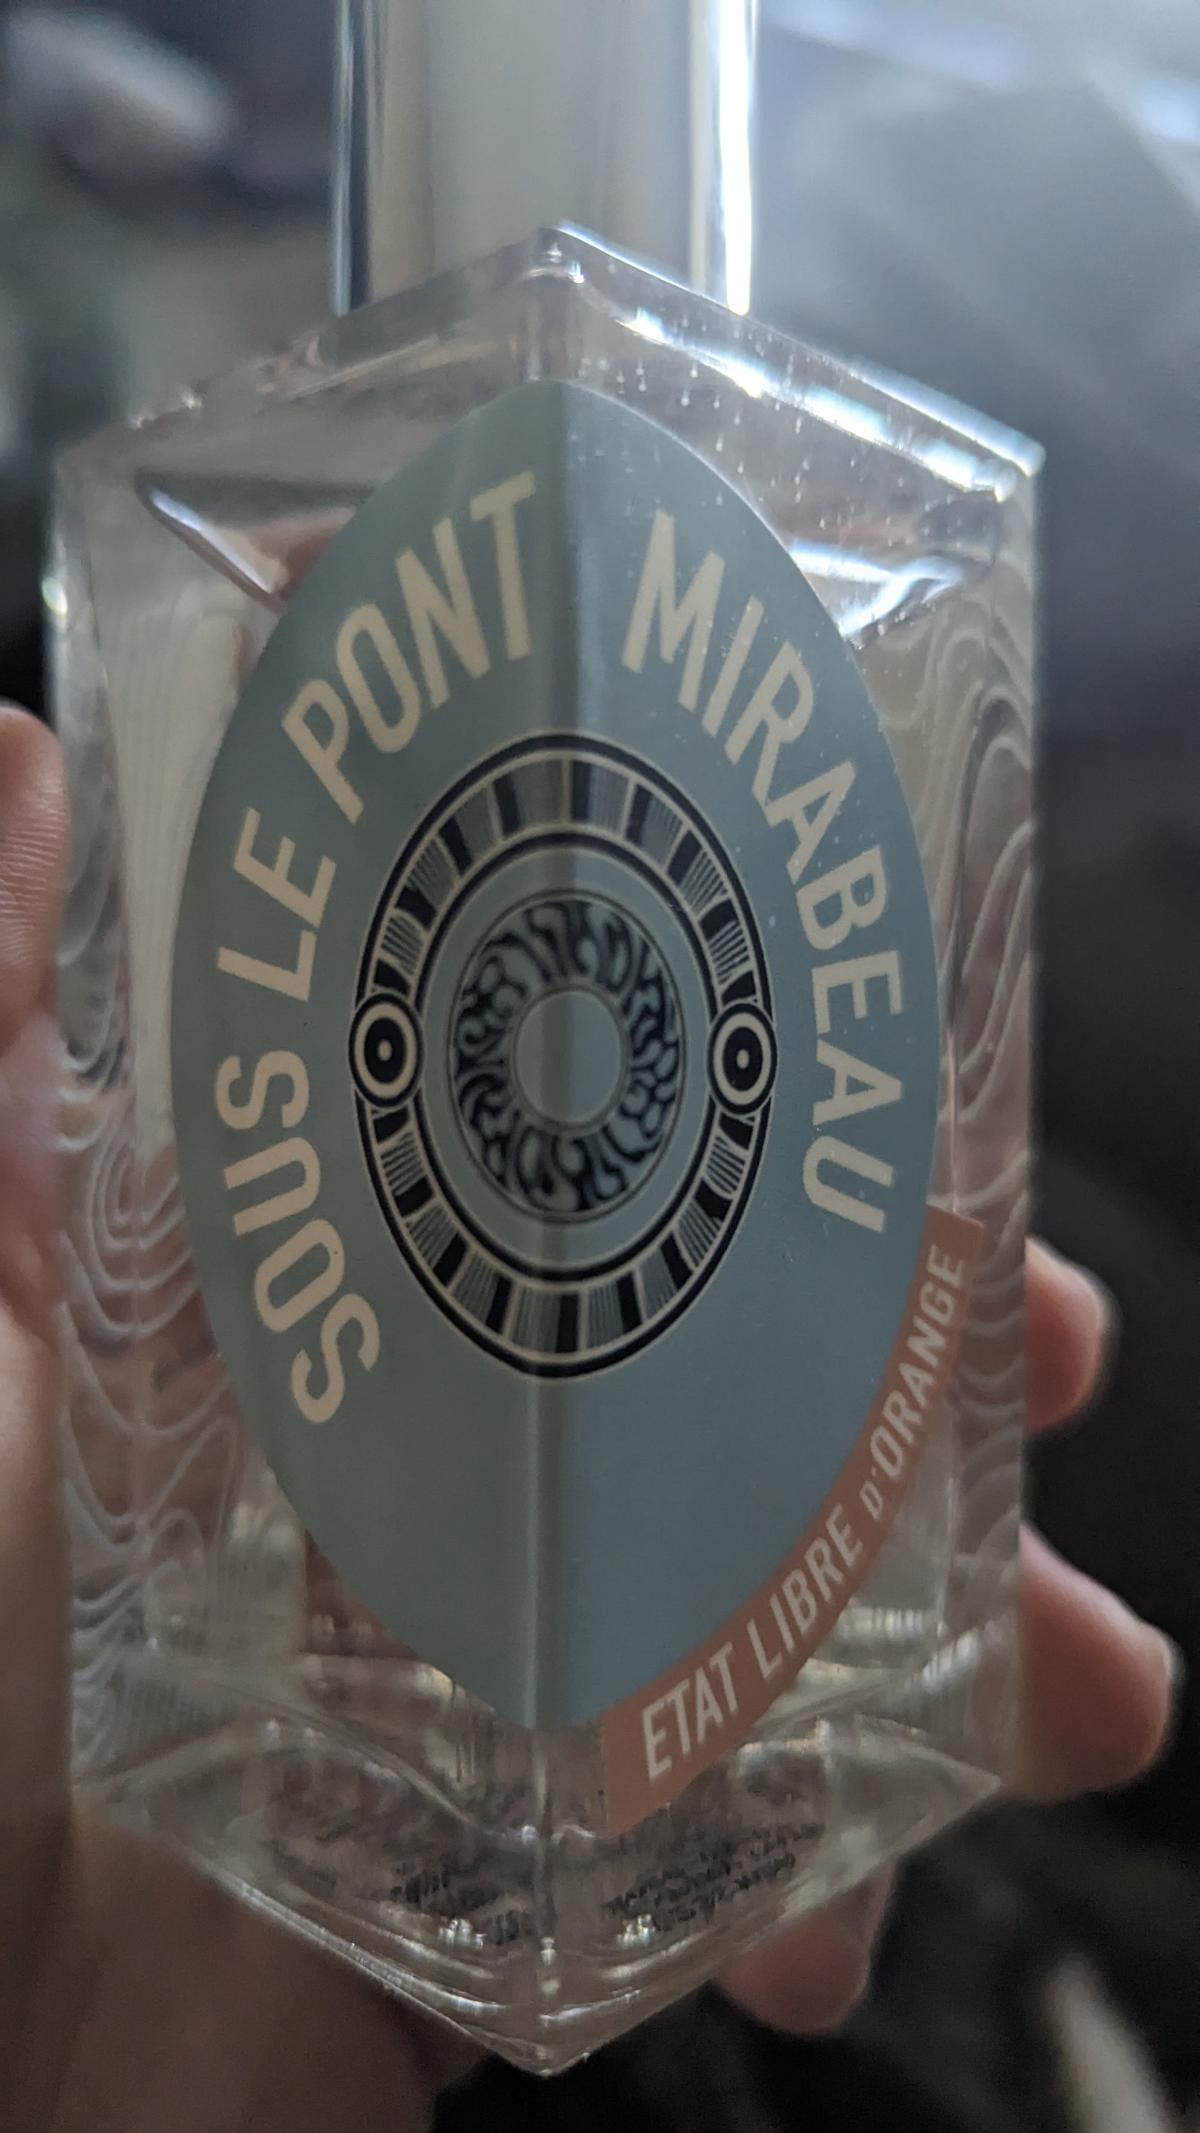 SOUS LE PONT MIRABEAU
ETAT LIBRE D'ORANGE